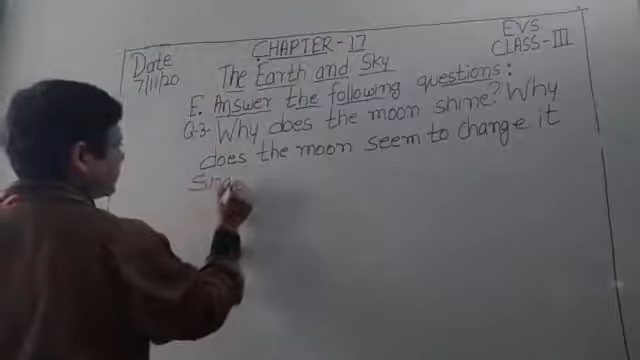 Date
7/11/20
CHAPTER-17
EVS
CLASS-III
The Earth and Sky
E. Answer the following questions:
Q-3- Why does the moon shine? Why
does the moon seem to change it